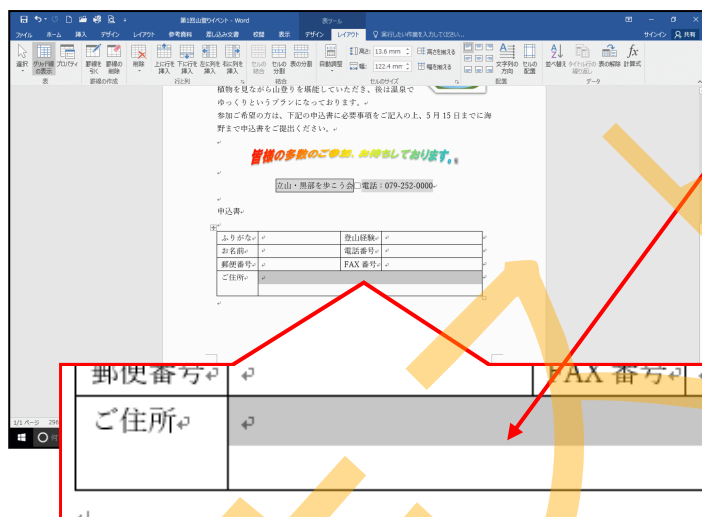 第1回山登りイベント - Word
表ツール
サインイン 共有
ファイル ホーム 挿入 デザイン レイアウト 参考資料 差し込み文書 校閲 表示 デザイン レイアウト 実行したい作業を入力してください...
選択 グリッド線の表示 プロパティ 罫線を引く 罫線の削除 削除 上に行を挿入 下に行を挿入 左に列を挿入 右に列を挿入 セルの結合 セルの分割 表の分割 自動調整 高さ: 13.6 mm 高さを揃える 幅: 122.4 mm 幅を揃える 文字列の方向 セルの配置 並べ替え タイトル行の繰り返し 表の解除 計算式
表 罫線の作成 行と列 結合 セルのサイズ 配置 データ
植物を見ながら山登りを堪能していただき、後は温泉で
ゆっくりというプランになっております。
参加ご希望の方は、下記の申込書に必要事項をご記入の上、5 月 15 日までに海
野まで申込書をご提出ください。
皆様の多数のご参加、お待ちしております。
立山・黒部を歩こう会□電話：079-252-0000
申込書
ふりがな 登山経験
お名前 電話番号
郵便番号 FAX 番号
ご住所
郵便番号 FAX 番号
ご住所
1/1 ページ